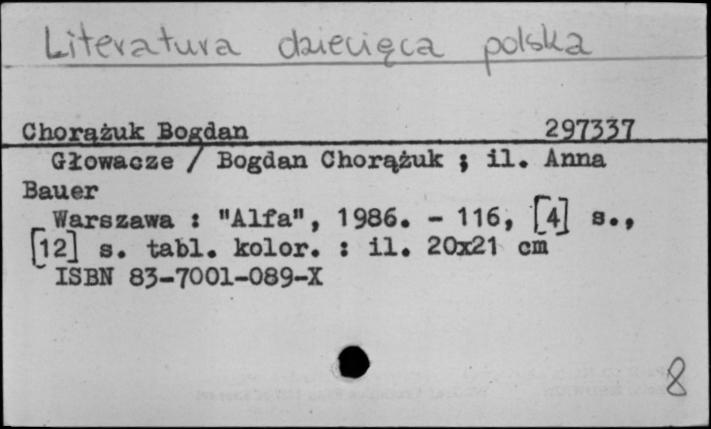 Literatura dziecięca polska
Chorążuk Bogdan 297337
Głowacze / Bogdan Chorążuk ; il. Anna
Bauer
Warszawa : "Alfa", 1986. - 116, [4] s.,
[12] s. tabl. kolor. : il. 20x21 cm
ISBN 83-7001-089-X
8